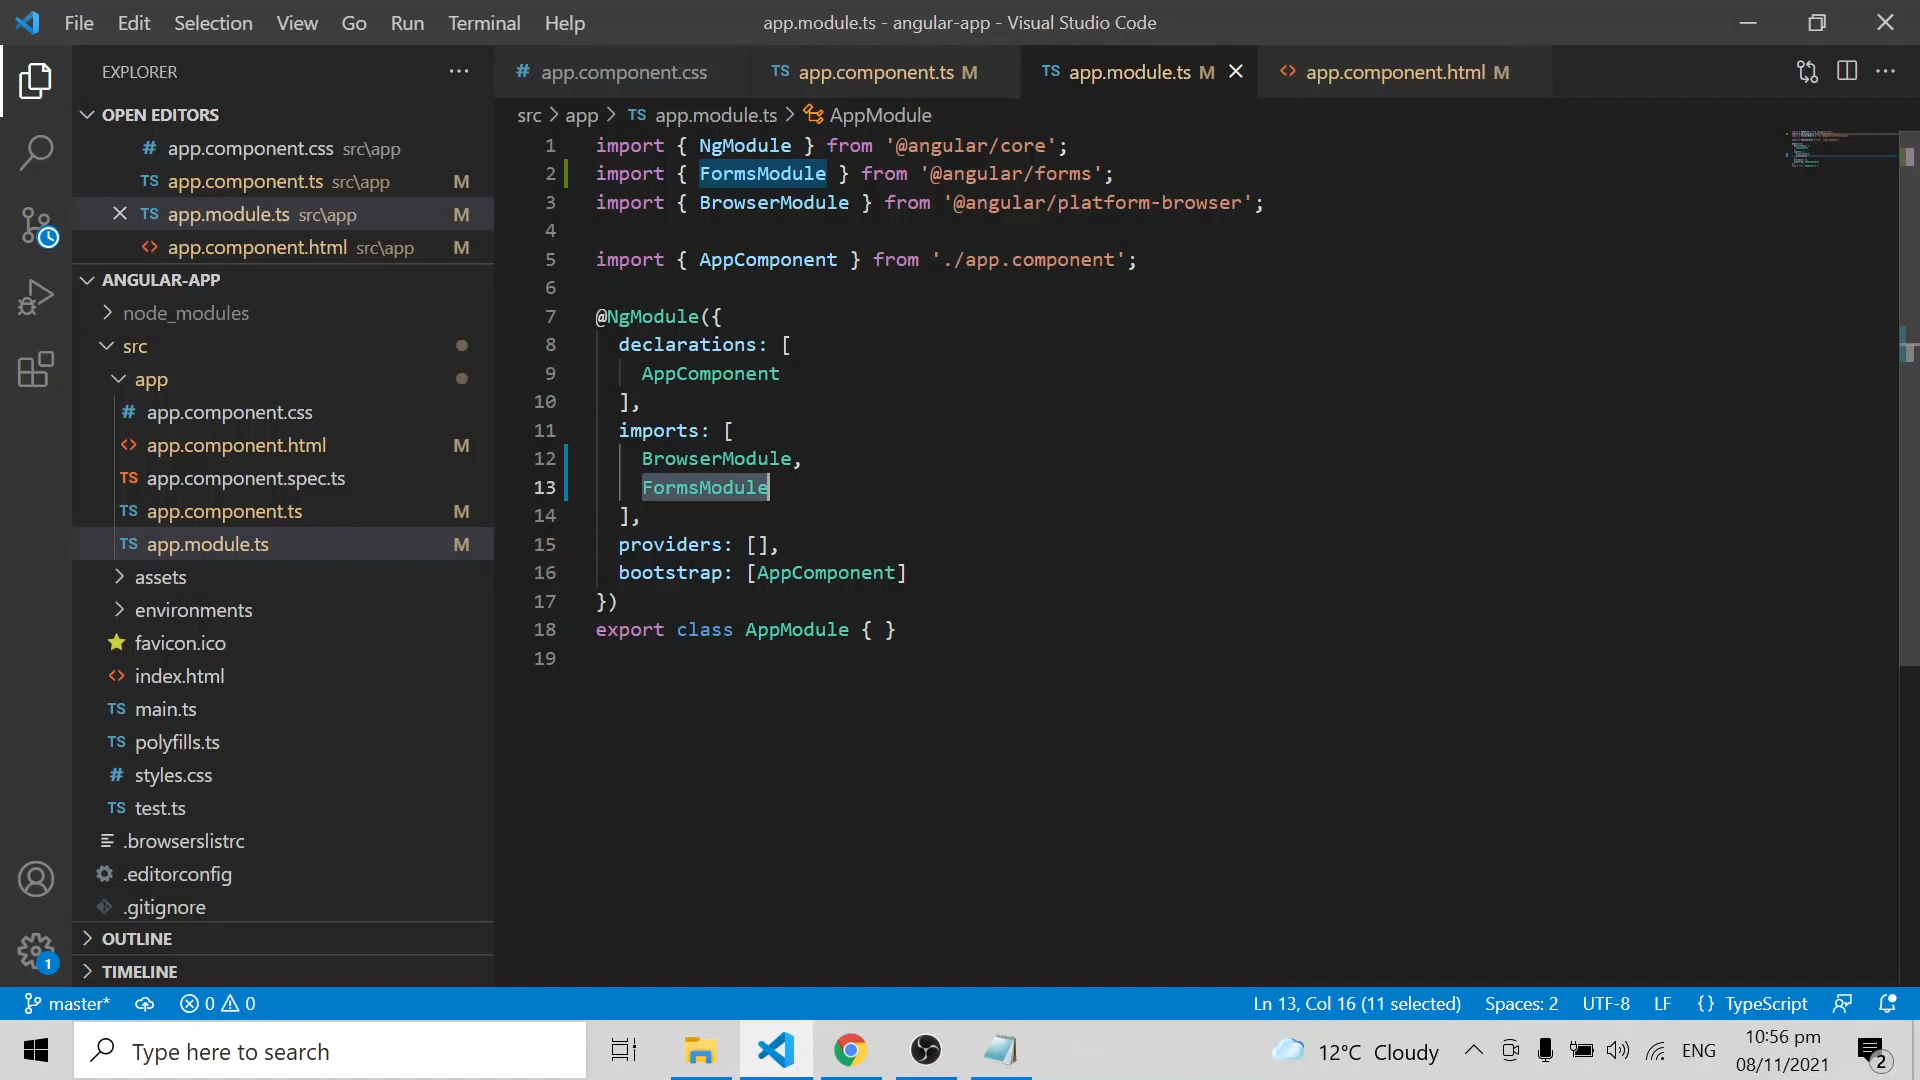 File Edit Selection View Go Run Terminal Help
app.module.ts - angular-app - Visual Studio Code
EXPLORER
OPEN EDITORS
# app.component.css src\app
TS app.component.ts src\app M
TS app.module.ts src\app M
<> app.component.html src\app M
ANGULAR-APP
node_modules
src
app
# app.component.css
<> app.component.html M
TS app.component.spec.ts
TS app.component.ts M
TS app.module.ts M
assets
environments
favicon.ico
<> index.html
TS main.ts
TS polyfills.ts
# styles.css
TS test.ts
.browserslistrc
.editorconfig
.gitignore
OUTLINE
TIMELINE
1
# app.component.css TS app.component.ts M TS app.module.ts M <> app.component.html M
src > app > TS app.module.ts > AppModule
1 import { NgModule } from '@angular/core';
2 import { FormsModule } from '@angular/forms';
3 import { BrowserModule } from '@angular/platform-browser';
4
5 import { AppComponent } from './app.component';
6
7 @NgModule({
8 declarations: [
9 AppComponent
10 ],
11 imports: [
12 BrowserModule,
13 FormsModule
14 ],
15 providers: [],
16 bootstrap: [AppComponent]
17 })
18 export class AppModule { }
19
master* 0 0 Ln 13, Col 16 (11 selected) Spaces: 2 UTF-8 LF {} TypeScript
Type here to search
12°C Cloudy ENG
10:56 pm
08/11/2021
2